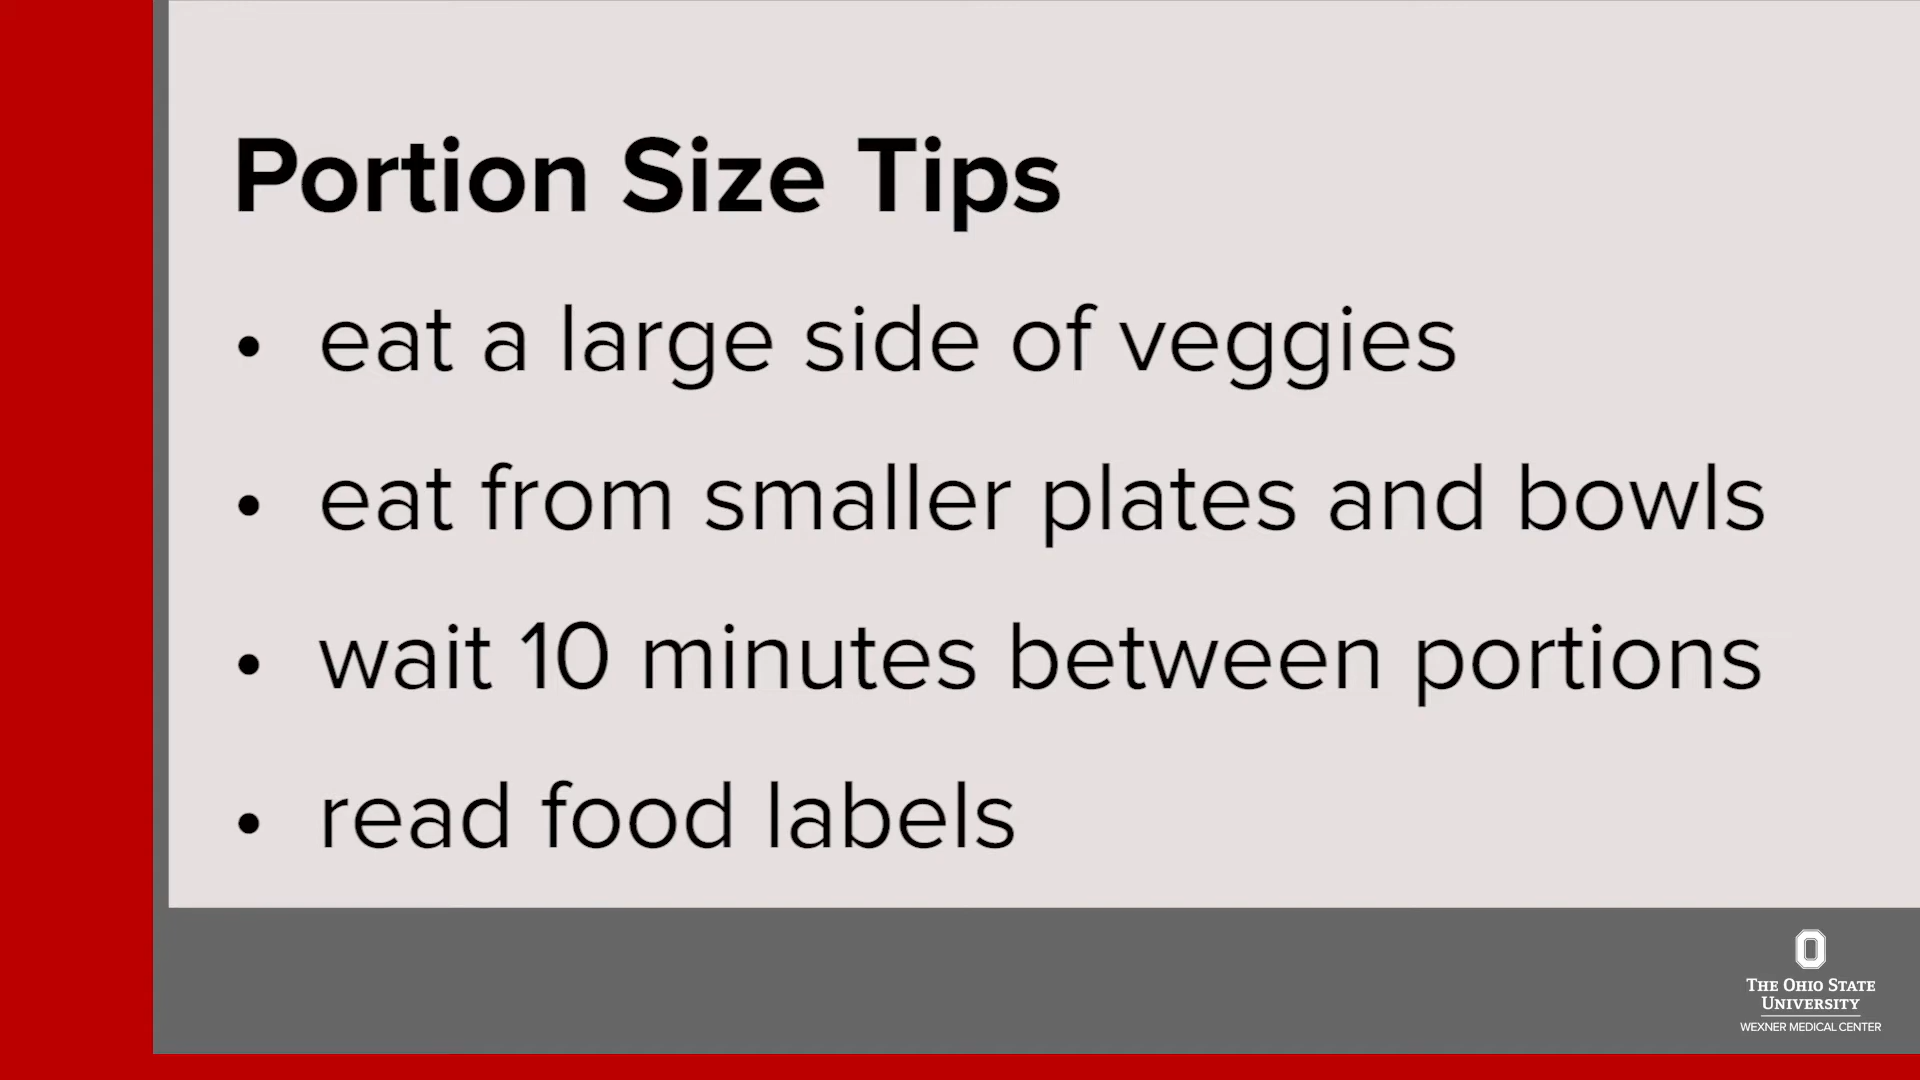 Portion Size Tips
• eat a large side of veggies
• eat from smaller plates and bowls
• wait 10 minutes between portions
• read food labels
O
THE OHIO STATE
UNIVERSITY
WEXNER MEDICAL CENTER